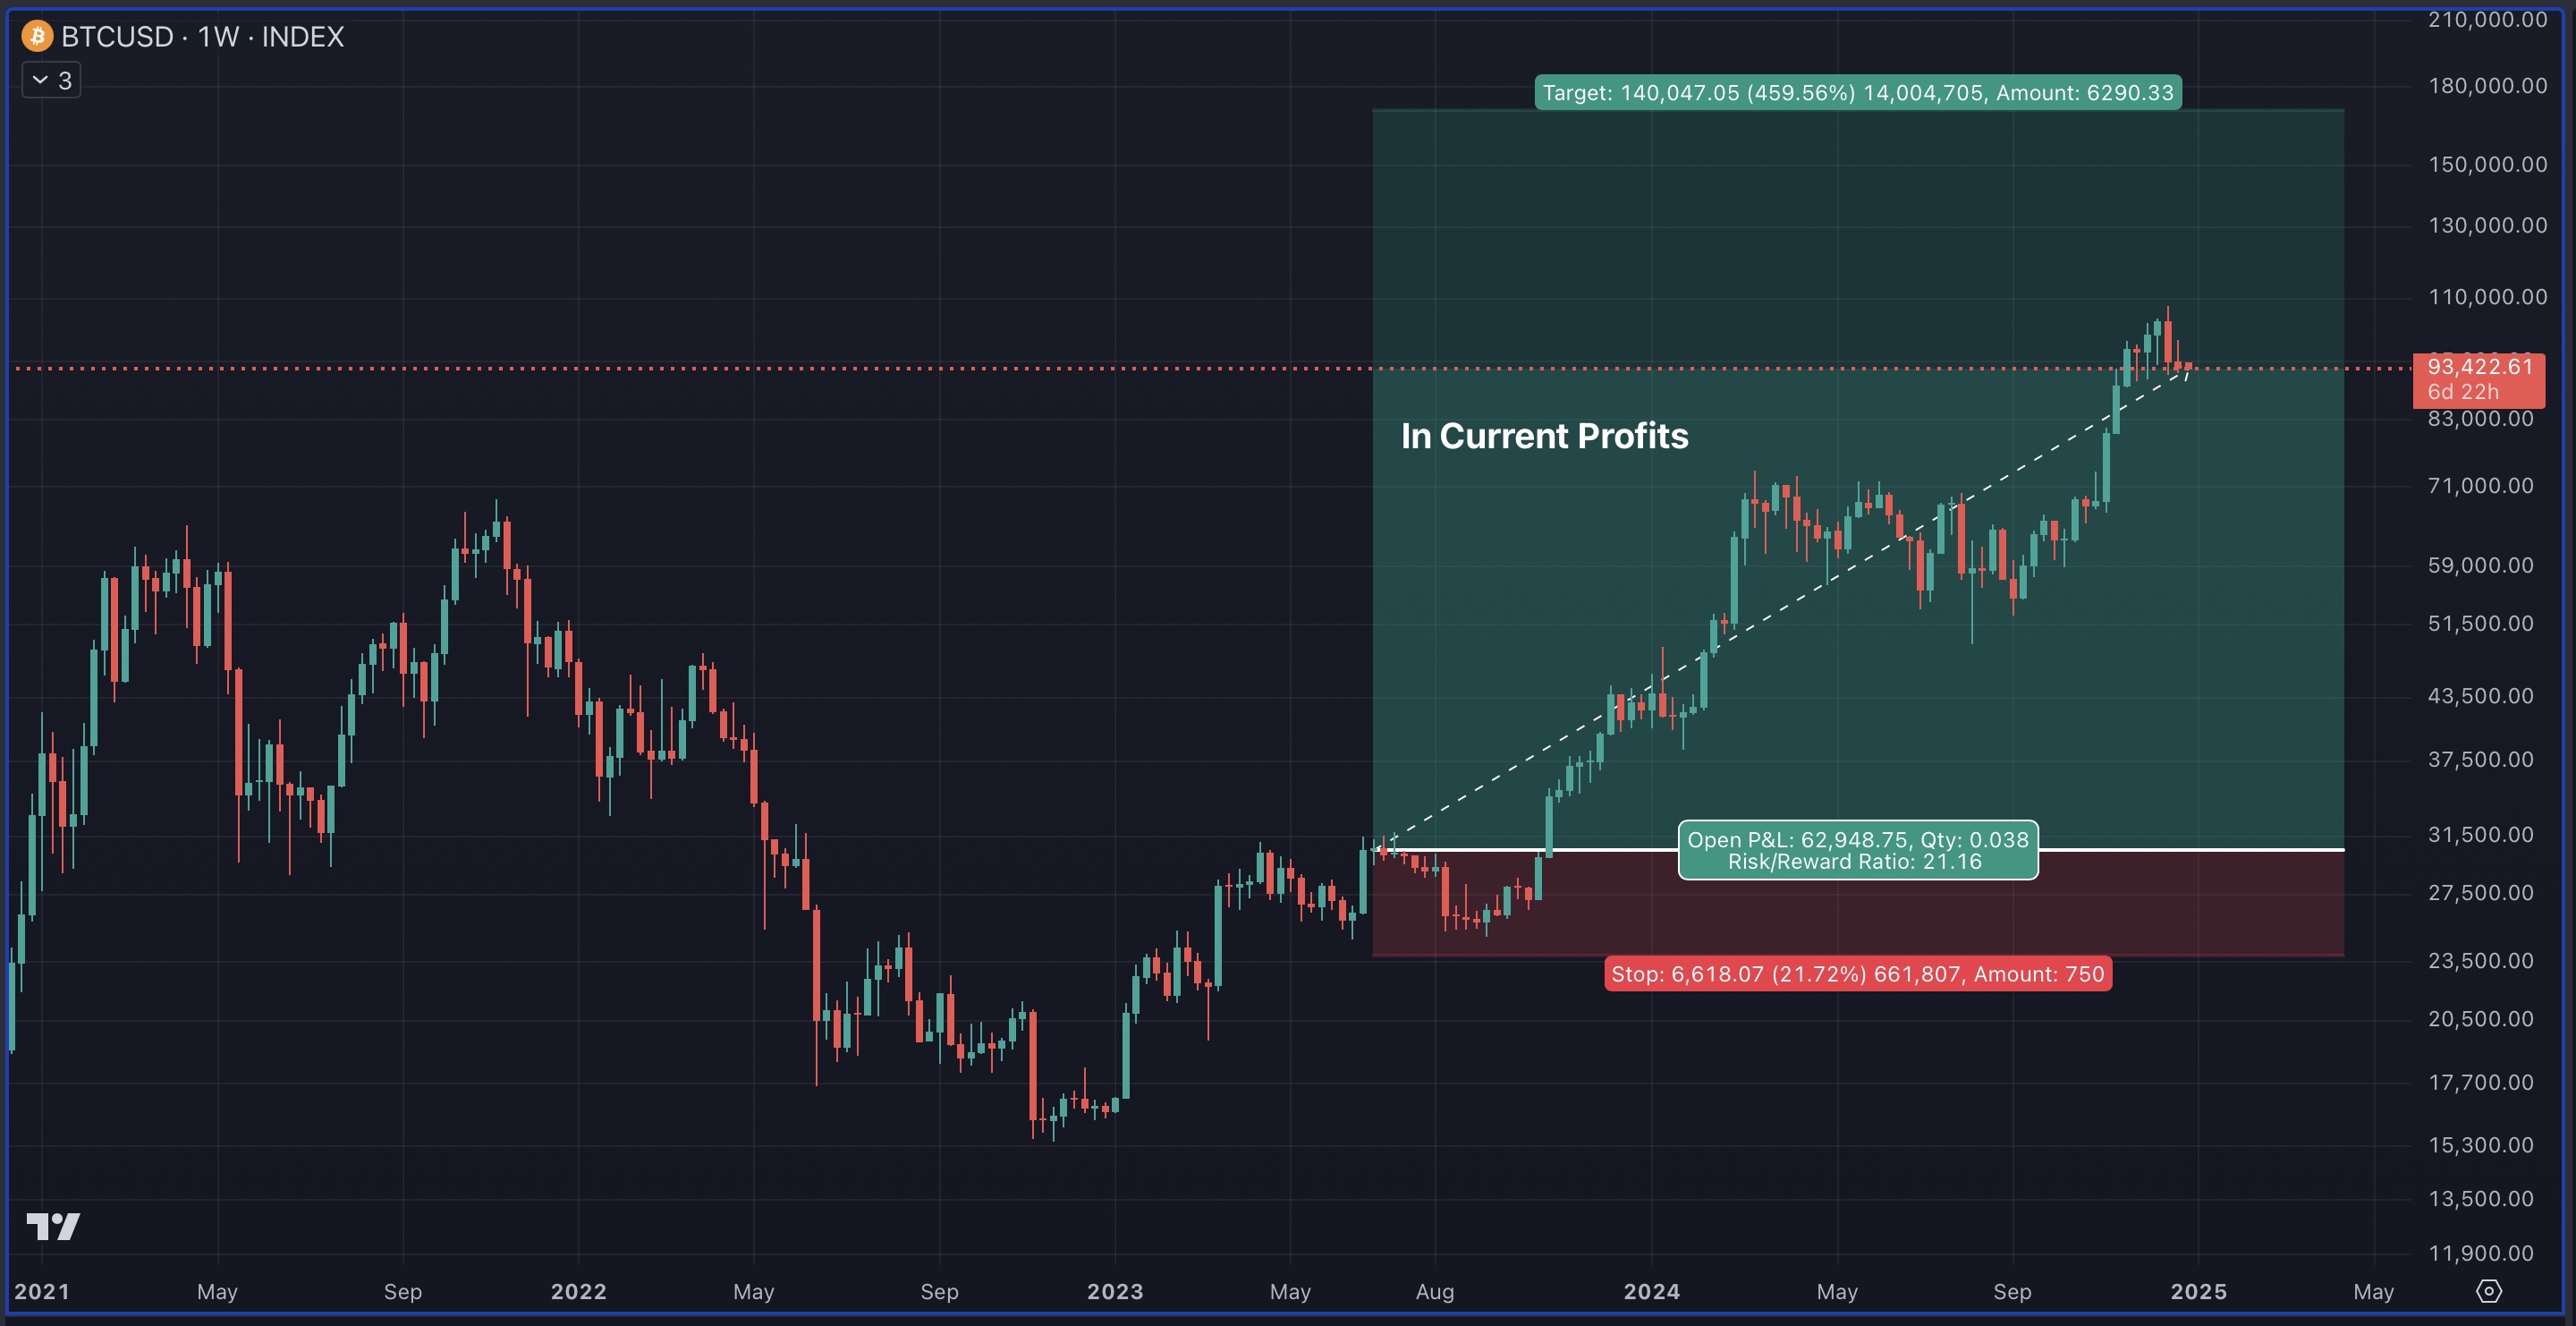 BTCUSD · 1W · INDEX
3
210,000.00
Target: 140,047.05 (459.56%) 14,004,705, Amount: 6290.33
180,000.00
150,000.00
130,000.00
110,000.00
93,422.61
6d 22h
83,000.00
In Current Profits
71,000.00
59,000.00
51,500.00
43,500.00
37,500.00
31,500.00
Open P&L: 62,948.75, Qty: 0.038
Risk/Reward Ratio: 21.16
27,500.00
23,500.00
Stop: 6,618.07 (21.72%) 661,807, Amount: 750
20,500.00
17,700.00
15,300.00
13,500.00
11,900.00
2021 May Sep 2022 May Sep 2023 May Aug 2024 May Sep 2025 May